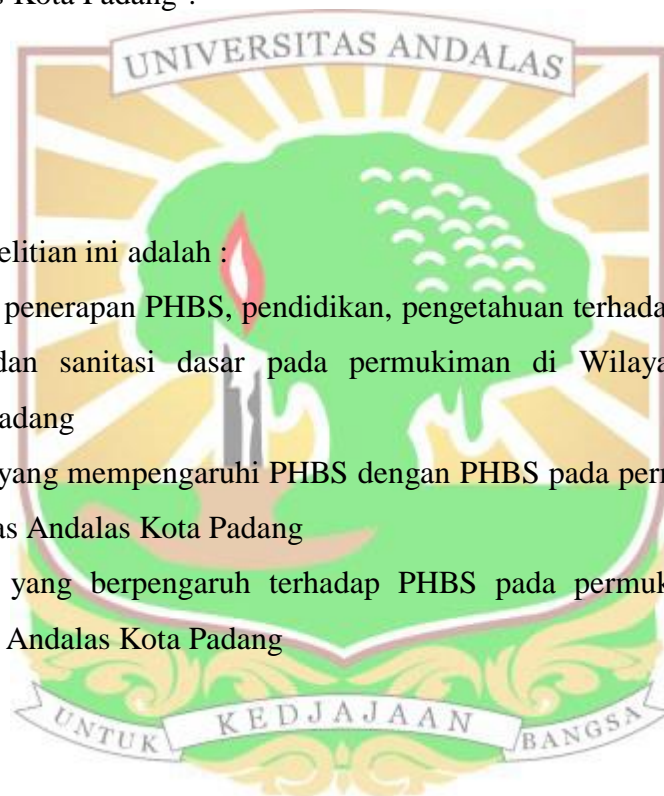 s Kota Padang".
UNIVERSITAS ANDALAS
elitian ini adalah :
penerapan PHBS, pendidikan, pengetahuan terhada
dan sanitasi dasar pada permukiman di Wilaya
adang
yang mempengaruhi PHBS dengan PHBS pada perm
as Andalas Kota Padang
yang berpengaruh terhadap PHBS pada permuk
Andalas Kota Padang
UNTUK KEDJAJAAN BANGSA